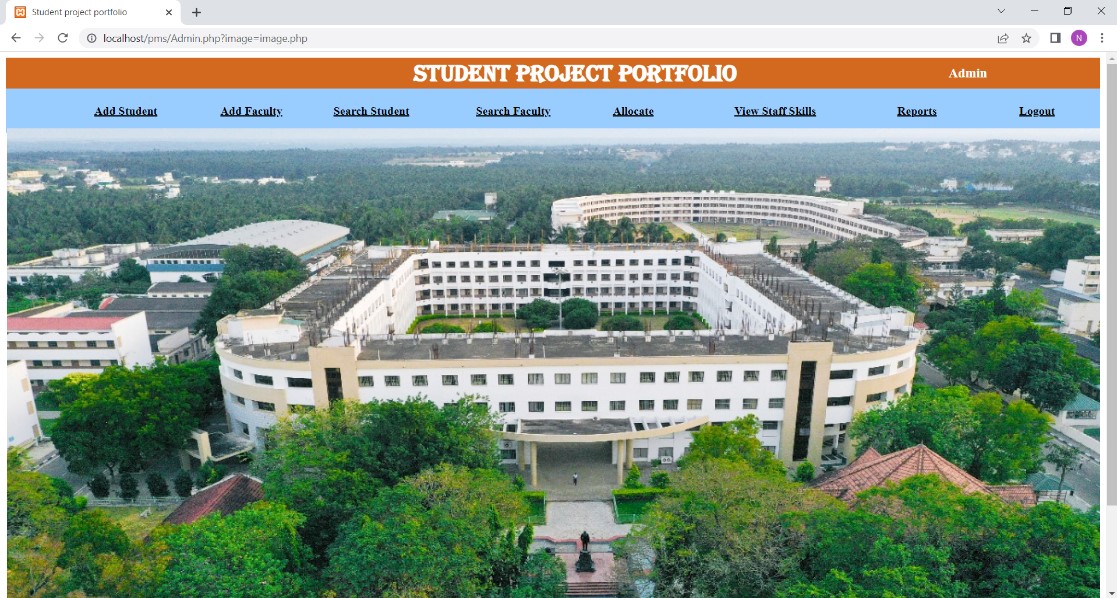 Student project portfolio
localhost/pms/Admin.php?image=image.php
N
STUDENT PROJECT PORTFOLIO Admin
Add Student Add Faculty Search Student Search Faculty Allocate View Staff Skills Reports Logout